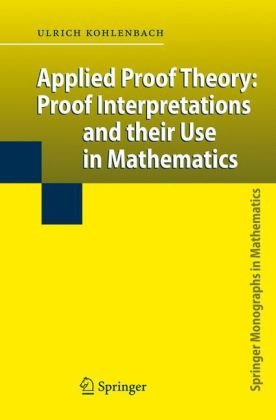 ULRICH KOHLENBACH
Applied Proof Theory:
Proof Interpretations
and their Use
in Mathematics
Springer Monographs in Mathematics
Springer